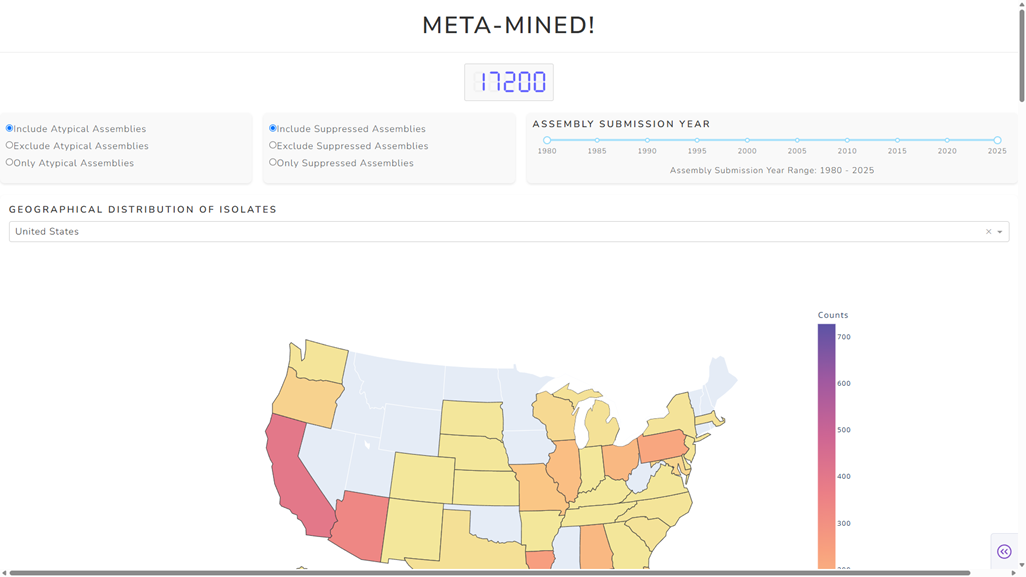 META-MINED!
17200
Include Atypical Assemblies
Exclude Atypical Assemblies
Only Atypical Assemblies
Include Suppressed Assemblies
Exclude Suppressed Assemblies
Only Suppressed Assemblies
ASSEMBLY SUBMISSION YEAR
1980 1985 1990 1995 2000 2005 2010 2015 2020 2025
Assembly Submission Year Range: 1980 - 2025
GEOGRAPHICAL DISTRIBUTION OF ISOLATES
United States
Counts
700
600
500
400
300